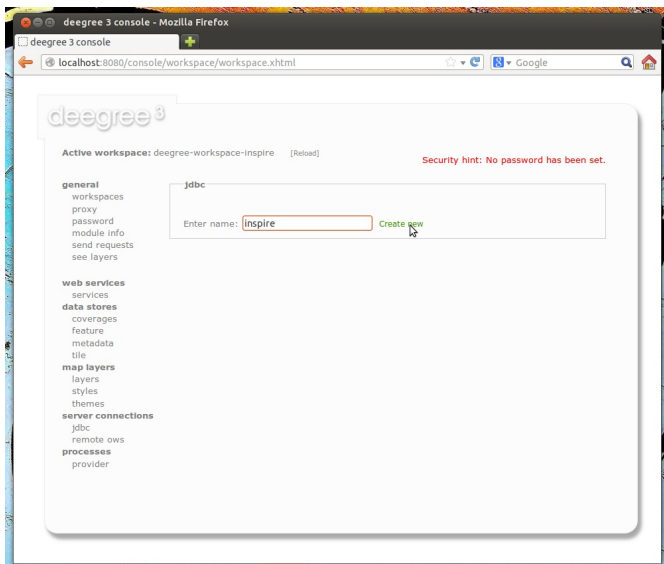 deegree 3 console - Mozilla Firefox
deegree 3 console
localhost:8080/console/workspace/workspace.xhtml
Google
deegree 3
Active workspace: deegree-workspace-inspire [Reload]
Security hint: No password has been set.
general
workspaces
proxy
password
module info
send requests
see layers
web services
services
data stores
coverages
feature
metadata
tile
map layers
layers
styles
themes
server connections
jdbc
remote ows
processes
provider
jdbc
Enter name: inspire Create new